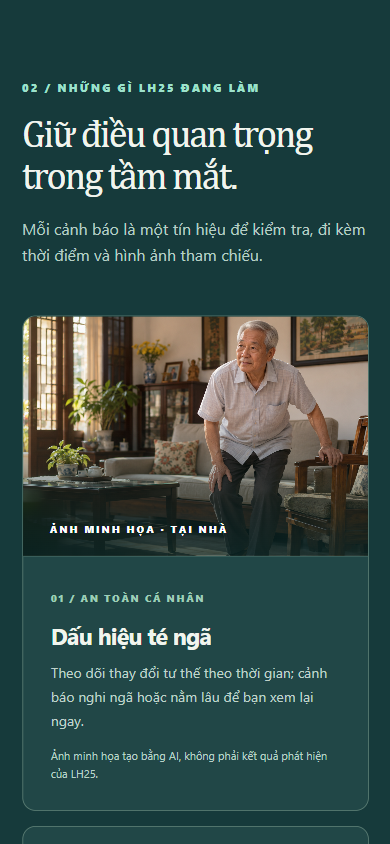 02 / NHỮNG GÌ LH25 ĐANG LÀM
Giữ điều quan trọng
trong tầm mắt.
Mỗi cảnh báo là một tín hiệu để kiểm tra, đi kèm
thời điểm và hình ảnh tham chiếu.
ẢNH MINH HỌA · TẠI NHÀ
01 / AN TOÀN CÁ NHÂN
Dấu hiệu té ngã
Theo dõi thay đổi tư thế theo thời gian; cảnh
báo nghi ngã hoặc nằm lâu để bạn xem lại
ngay.
Ảnh minh họa tạo bằng AI, không phải kết quả phát hiện
của LH25.